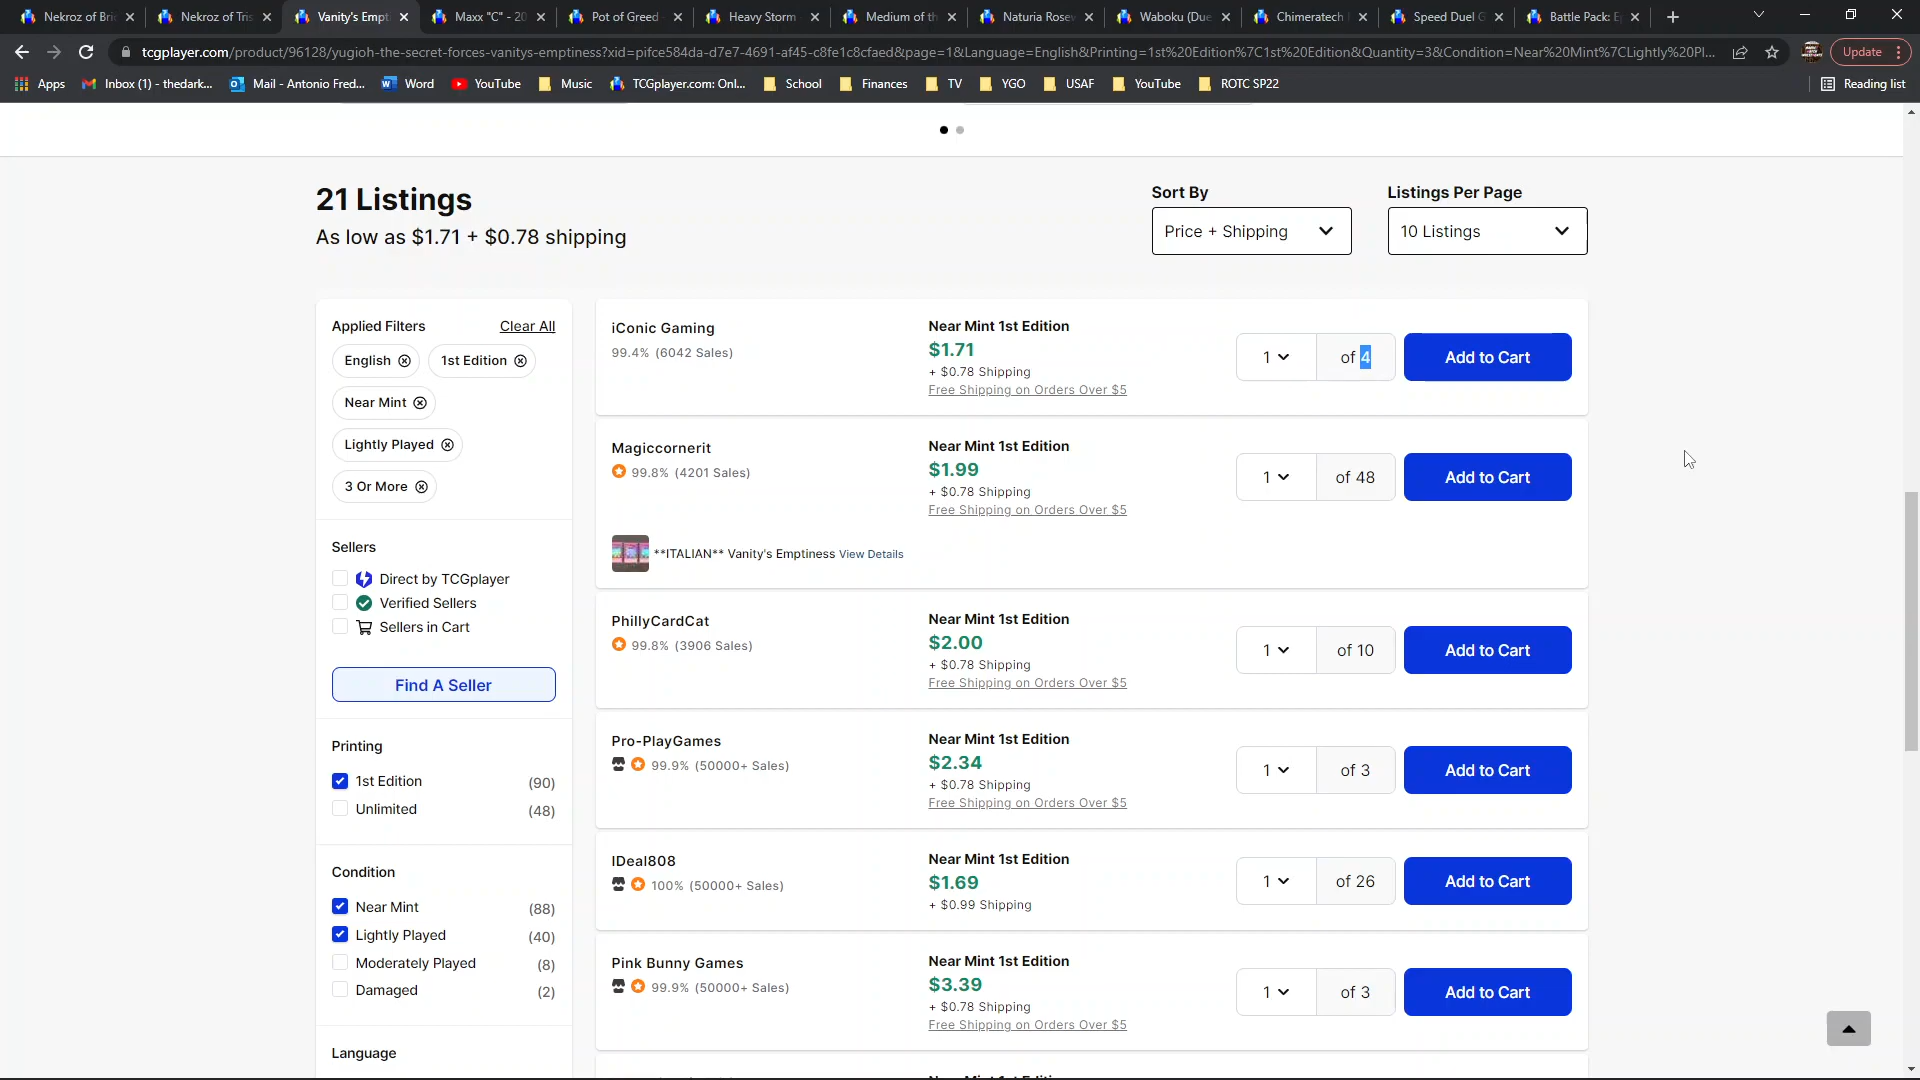 Nekroz of Bri
Nekroz of Tris
Vanity's Empt
Maxx "C" - 20
Pot of Greed
Heavy Storm
Medium of th
Naturia Rosew
Waboku (Due
Chimeratech
Speed Duel G
Battle Pack: E
tcgplayer.com/product/96128/yugioh-the-secret-forces-vanitys-emptiness?xid=pifce584da-d7e7-4691-af45-c8fe1c8cfaed&page=1&Language=English&Printing=1st%20Edition%7C1st%20Edition&Quantity=3&Condition=Near%20Mint%7CLightly%20Pl...
Update
Apps
Inbox (1) - thedark...
Mail - Antonio Fred...
Word
YouTube
Music
TCGplayer.com: Onl...
School
Finances
TV
YGO
USAF
YouTube
ROTC SP22
Reading list
21 Listings
As low as $1.71 + $0.78 shipping
Sort By
Price + Shipping
Listings Per Page
10 Listings
Applied Filters
Clear All
English
1st Edition
Near Mint
Lightly Played
3 Or More
Sellers
Direct by TCGplayer
Verified Sellers
Sellers in Cart
Find A Seller
Printing
1st Edition (90)
Unlimited (48)
Condition
Near Mint (88)
Lightly Played (40)
Moderately Played (8)
Damaged (2)
Language
iConic Gaming
99.4% (6042 Sales)
Near Mint 1st Edition
$1.71
+ $0.78 Shipping
Free Shipping on Orders Over $5
1 of 4
Add to Cart
Magiccornerit
99.8% (4201 Sales)
Near Mint 1st Edition
$1.99
+ $0.78 Shipping
Free Shipping on Orders Over $5
1 of 48
Add to Cart
**ITALIAN** Vanity's Emptiness View Details
PhillyCardCat
99.8% (3906 Sales)
Near Mint 1st Edition
$2.00
+ $0.78 Shipping
Free Shipping on Orders Over $5
1 of 10
Add to Cart
Pro-PlayGames
99.9% (50000+ Sales)
Near Mint 1st Edition
$2.34
+ $0.78 Shipping
Free Shipping on Orders Over $5
1 of 3
Add to Cart
IDeal808
100% (50000+ Sales)
Near Mint 1st Edition
$1.69
+ $0.99 Shipping
1 of 26
Add to Cart
Pink Bunny Games
99.9% (50000+ Sales)
Near Mint 1st Edition
$3.39
+ $0.78 Shipping
Free Shipping on Orders Over $5
1 of 3
Add to Cart